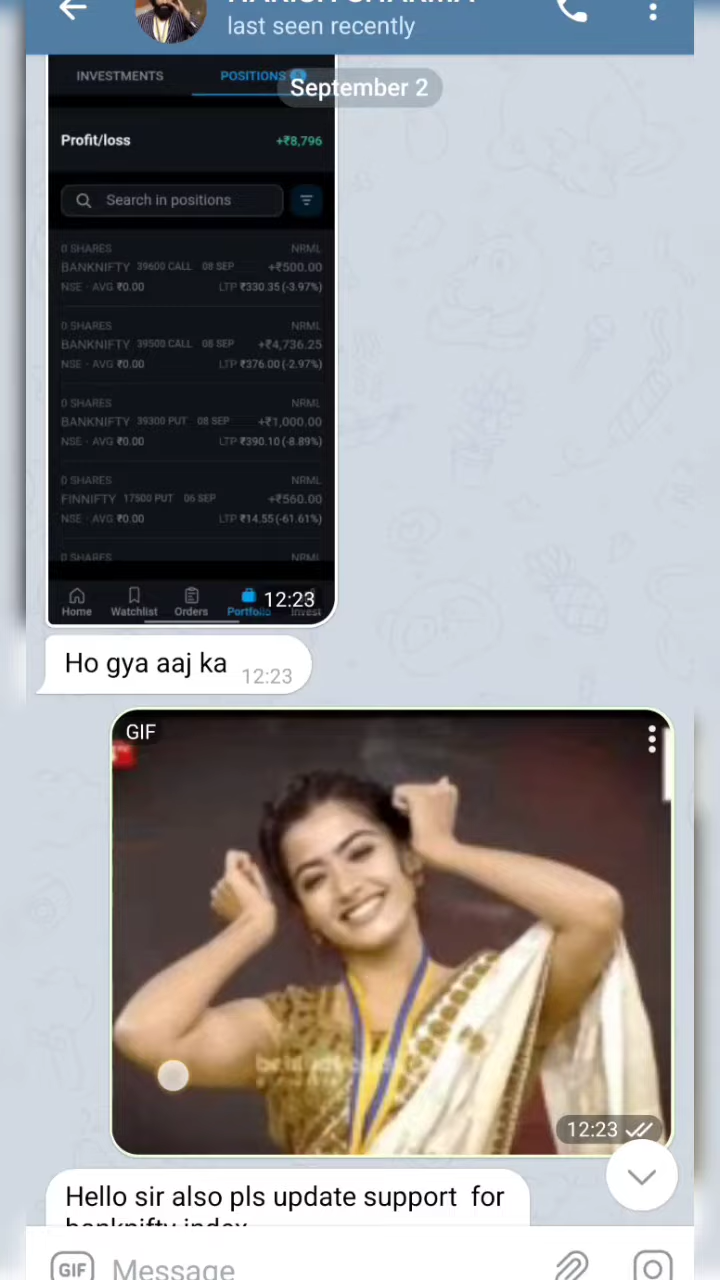 last seen recently
INVESTMENTS POSITIONS
September 2
Profit/loss +₹8,796
Search in positions
0 SHARES NRML
BANKNIFTY 39600 CALL 08 SEP +₹500.00
NSE - AVG ₹0.00 LTP ₹330.35 (-3.97%)
0 SHARES NRML
BANKNIFTY 39500 CALL 08 SEP +₹4,736.25
NSE - AVG ₹0.00 LTP ₹376.00 (-2.97%)
0 SHARES NRML
BANKNIFTY 39300 PUT 08 SEP +₹1,000.00
NSE - AVG ₹0.00 LTP ₹390.10 (-8.89%)
0 SHARES NRML
FINNIFTY 17500 PUT 06 SEP +₹560.00
NSE - AVG ₹0.00 LTP ₹14.55 (-61.61%)
0 SHARES NRML
12:23
Home Watchlist Orders Portfolio Invest
Ho gya aaj ka 12:23
GIF
12:23
Hello sir also pls update support for
banknifty index
GIF Message